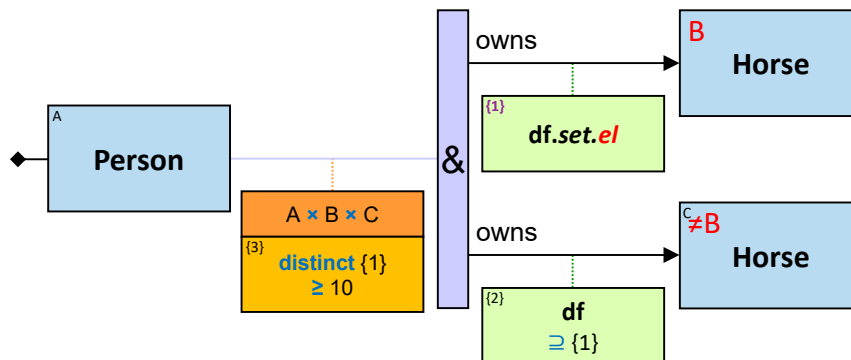 A
Person
A × B × C
{3}
distinct {1}
≥ 10
&
owns
B
Horse
{1}
df.set.el
owns
C
≠B
Horse
{2}
df
⊇ {1}